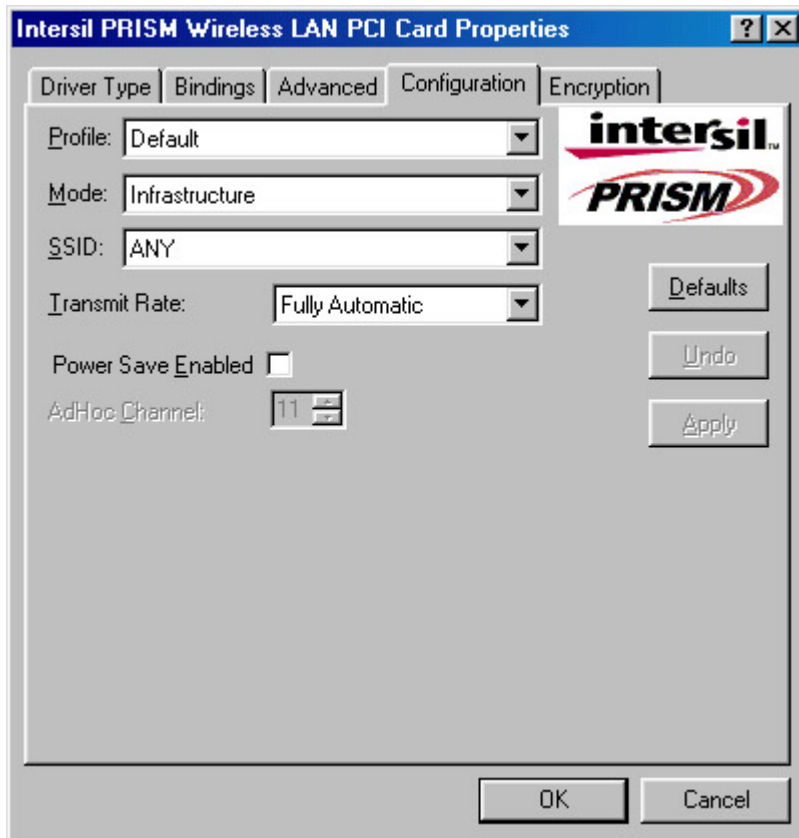 Intersil PRISM Wireless LAN PCI Card Properties
Driver Type Bindings Advanced Configuration Encryption
Profile: Default
intersil™
Mode: Infrastructure
PRISM
SSID: ANY
Transmit Rate: Fully Automatic
Defaults
Power Save Enabled
Undo
AdHoc Channel: 11
Apply
OK Cancel